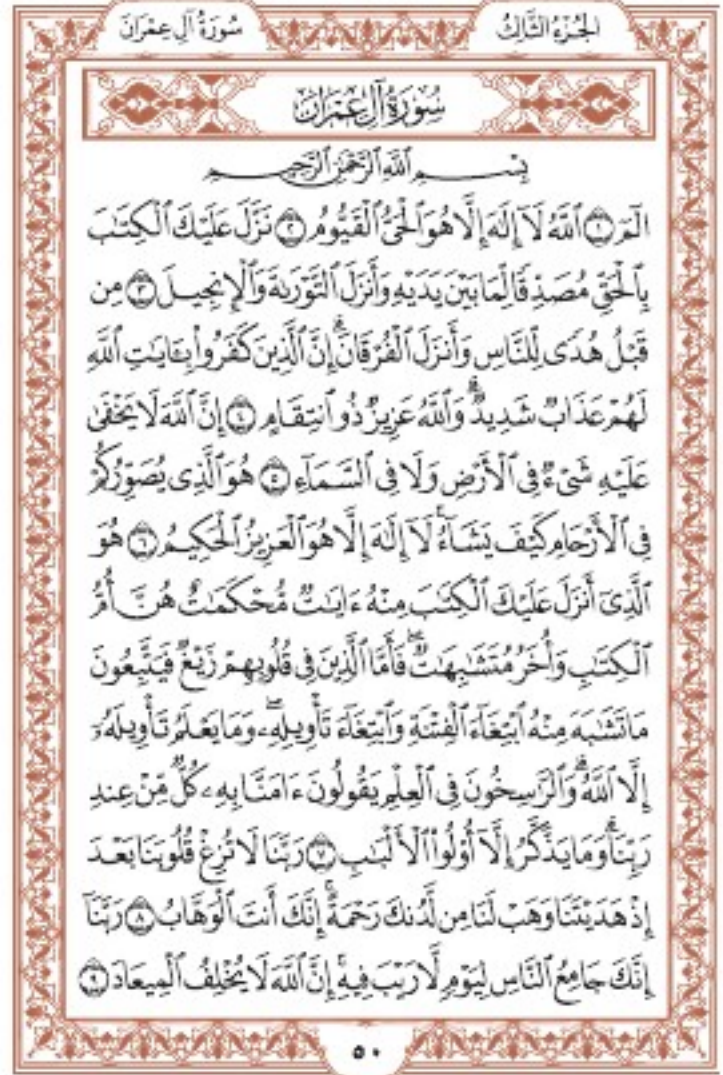 سُورَةُ آلِ عِمْرَانَ
الجُزْءُ الثَّالِثُ
سُورَةُ آلِ عِمْرَانَ
بِسْمِ ٱللَّهِ ٱلرَّحْمَٰنِ ٱلرَّحِيمِ
الٓمٓ ١ ٱللَّهُ لَآ إِلَٰهَ إِلَّا هُوَ ٱلْحَىُّ ٱلْقَيُّومُ ٢ نَزَّلَ عَلَيْكَ ٱلْكِتَٰبَ
بِٱلْحَقِّ مُصَدِّقًا لِّمَا بَيْنَ يَدَيْهِ وَأَنزَلَ ٱلتَّوْرَىٰةَ وَٱلْإِنجِيلَ ٣ مِن
قَبْلُ هُدًى لِّلنَّاسِ وَأَنزَلَ ٱلْفُرْقَانَۗ إِنَّ ٱلَّذِينَ كَفَرُوا۟ بِـَٔايَٰتِ ٱللَّهِ
لَهُمْ عَذَابٌ شَدِيدٌۗ وَٱللَّهُ عَزِيزٌ ذُو ٱنتِقَامٍ ٤ إِنَّ ٱللَّهَ لَا يَخْفَىٰ
عَلَيْهِ شَىْءٌ فِى ٱلْأَرْضِ وَلَا فِى ٱلسَّمَآءِ ٥ هُوَ ٱلَّذِى يُصَوِّرُكُمْ
فِى ٱلْأَرْحَامِ كَيْفَ يَشَآءُۚ لَآ إِلَٰهَ إِلَّا هُوَ ٱلْعَزِيزُ ٱلْحَكِيمُ ٦ هُوَ
ٱلَّذِىٓ أَنزَلَ عَلَيْكَ ٱلْكِتَٰبَ مِنْهُ ءَايَٰتٌ مُّحْكَمَٰتٌ هُنَّ أُمُّ
ٱلْكِتَٰبِ وَأُخَرُ مُتَشَٰبِهَٰتٌۖ فَأَمَّا ٱلَّذِينَ فِى قُلُوبِهِمْ زَيْغٌ فَيَتَّبِعُونَ
مَا تَشَٰبَهَ مِنْهُ ٱبْتِغَآءَ ٱلْفِتْنَةِ وَٱبْتِغَآءَ تَأْوِيلِهِۦۖ وَمَا يَعْلَمُ تَأْوِيلَهُۥٓ
إِلَّا ٱللَّهُۗ وَٱلرَّٰسِخُونَ فِى ٱلْعِلْمِ يَقُولُونَ ءَامَنَّا بِهِۦ كُلٌّ مِّنْ عِندِ
رَبِّنَاۗ وَمَا يَذَّكَّرُ إِلَّآ أُو۟لُوا۟ ٱلْأَلْبَٰبِ ٧ رَبَّنَا لَا تُزِغْ قُلُوبَنَا بَعْدَ
إِذْ هَدَيْتَنَا وَهَبْ لَنَا مِن لَّدُنكَ رَحْمَةًۚ إِنَّكَ أَنتَ ٱلْوَهَّابُ ٨ رَبَّنَآ
إِنَّكَ جَامِعُ ٱلنَّاسِ لِيَوْمٍ لَّا رَيْبَ فِيهِۚ إِنَّ ٱللَّهَ لَا يُخْلِفُ ٱلْمِيعَادَ ٩
٥٠